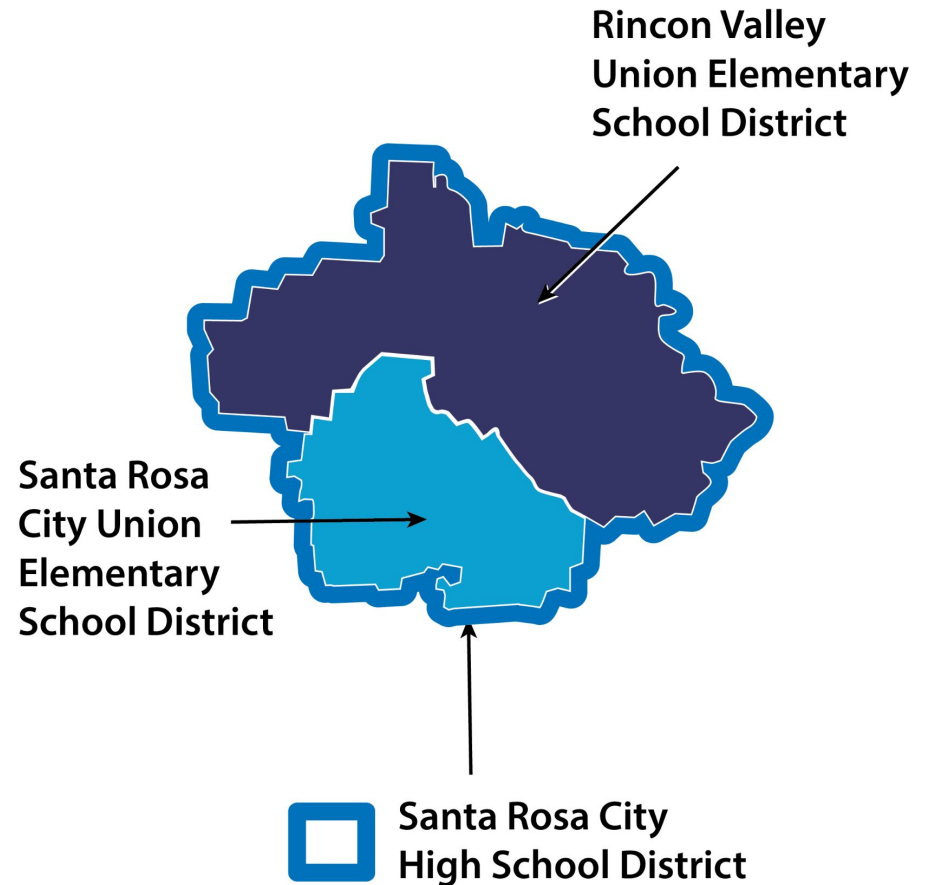 Rincon Valley
Union Elementary
School District
Santa Rosa
City Union
Elementary
School District
Santa Rosa City
High School District